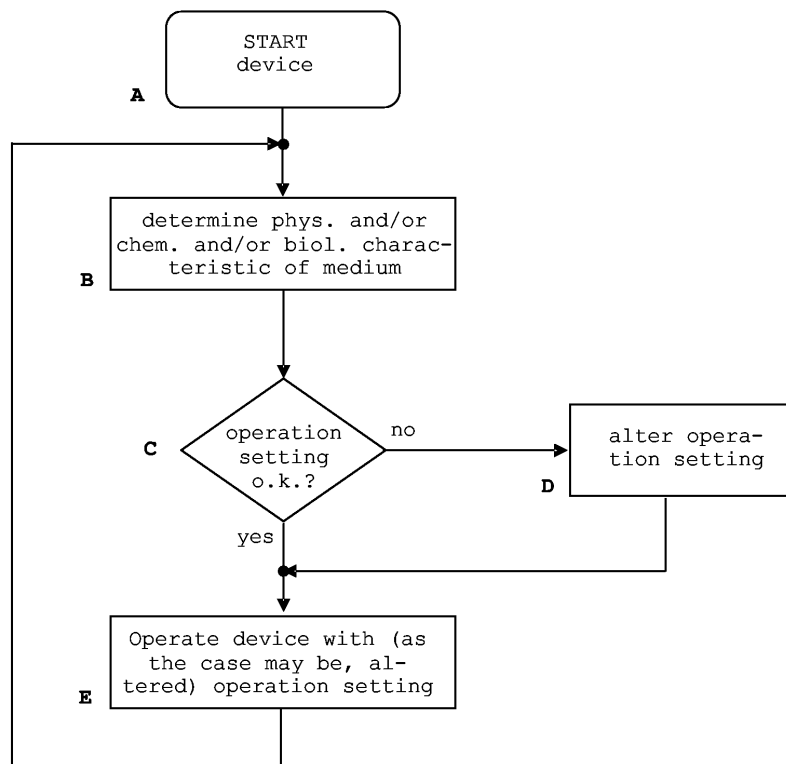 START
device
A
determine phys. and/or
chem. and/or biol. charac-
teristic of medium
B
operation
setting
o.k.?
C
no
alter opera-
tion setting
D
yes
Operate device with (as
the case may be, al-
tered) operation setting
E